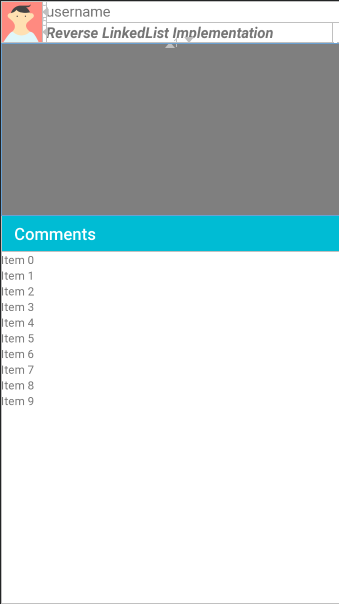 username
Reverse LinkedList Implementation
Comments
Item 0
Item 1
Item 2
Item 3
Item 4
Item 5
Item 6
Item 7
Item 8
Item 9